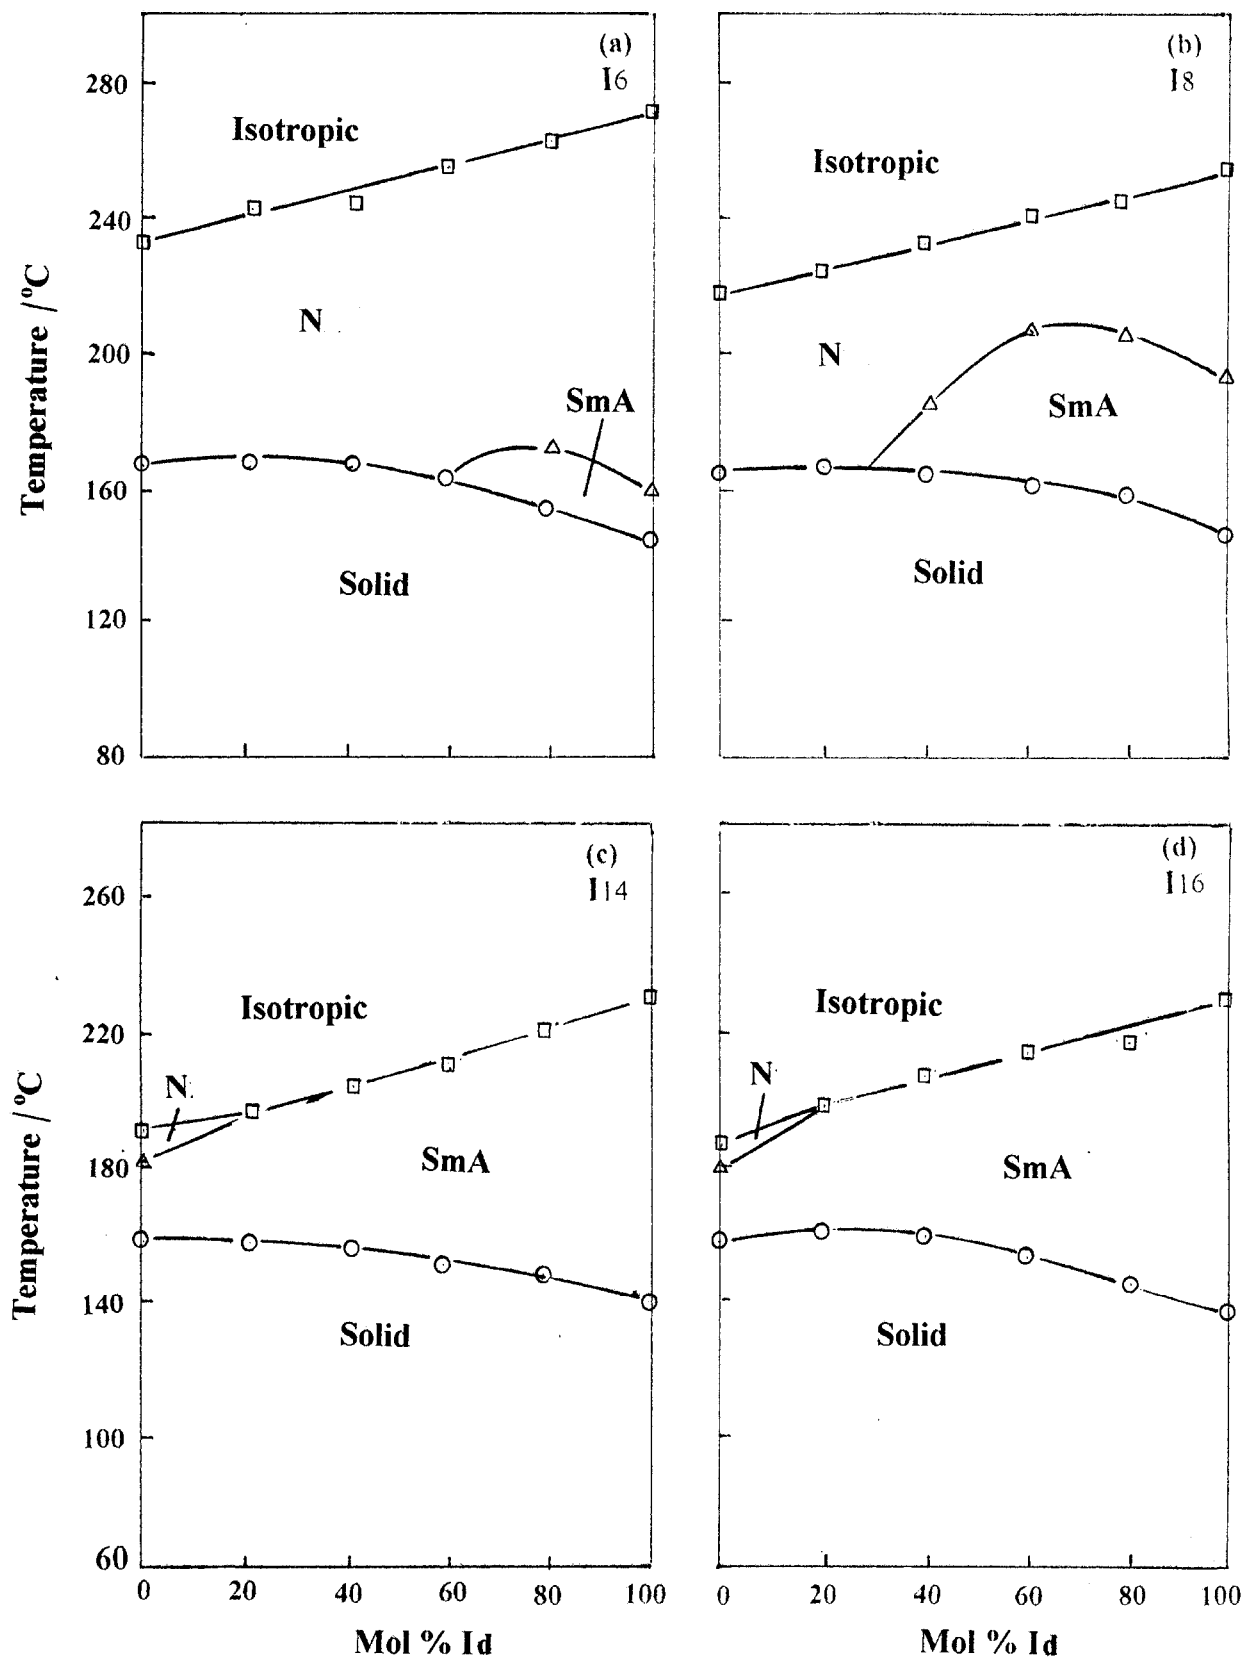 (a)
I6
280
Isotropic
240
N
200
SmA
160
Solid
120
80
Temperature /°C
(b)
I8
Isotropic
N
SmA
Solid
(c)
I14
260
Isotropic
220
N
180
SmA
140
Solid
100
60
0 20 40 60 80 100
Mol % Id
Temperature /°C
(d)
I16
Isotropic
N
SmA
Solid
0 20 40 60 80 100
Mol % Id